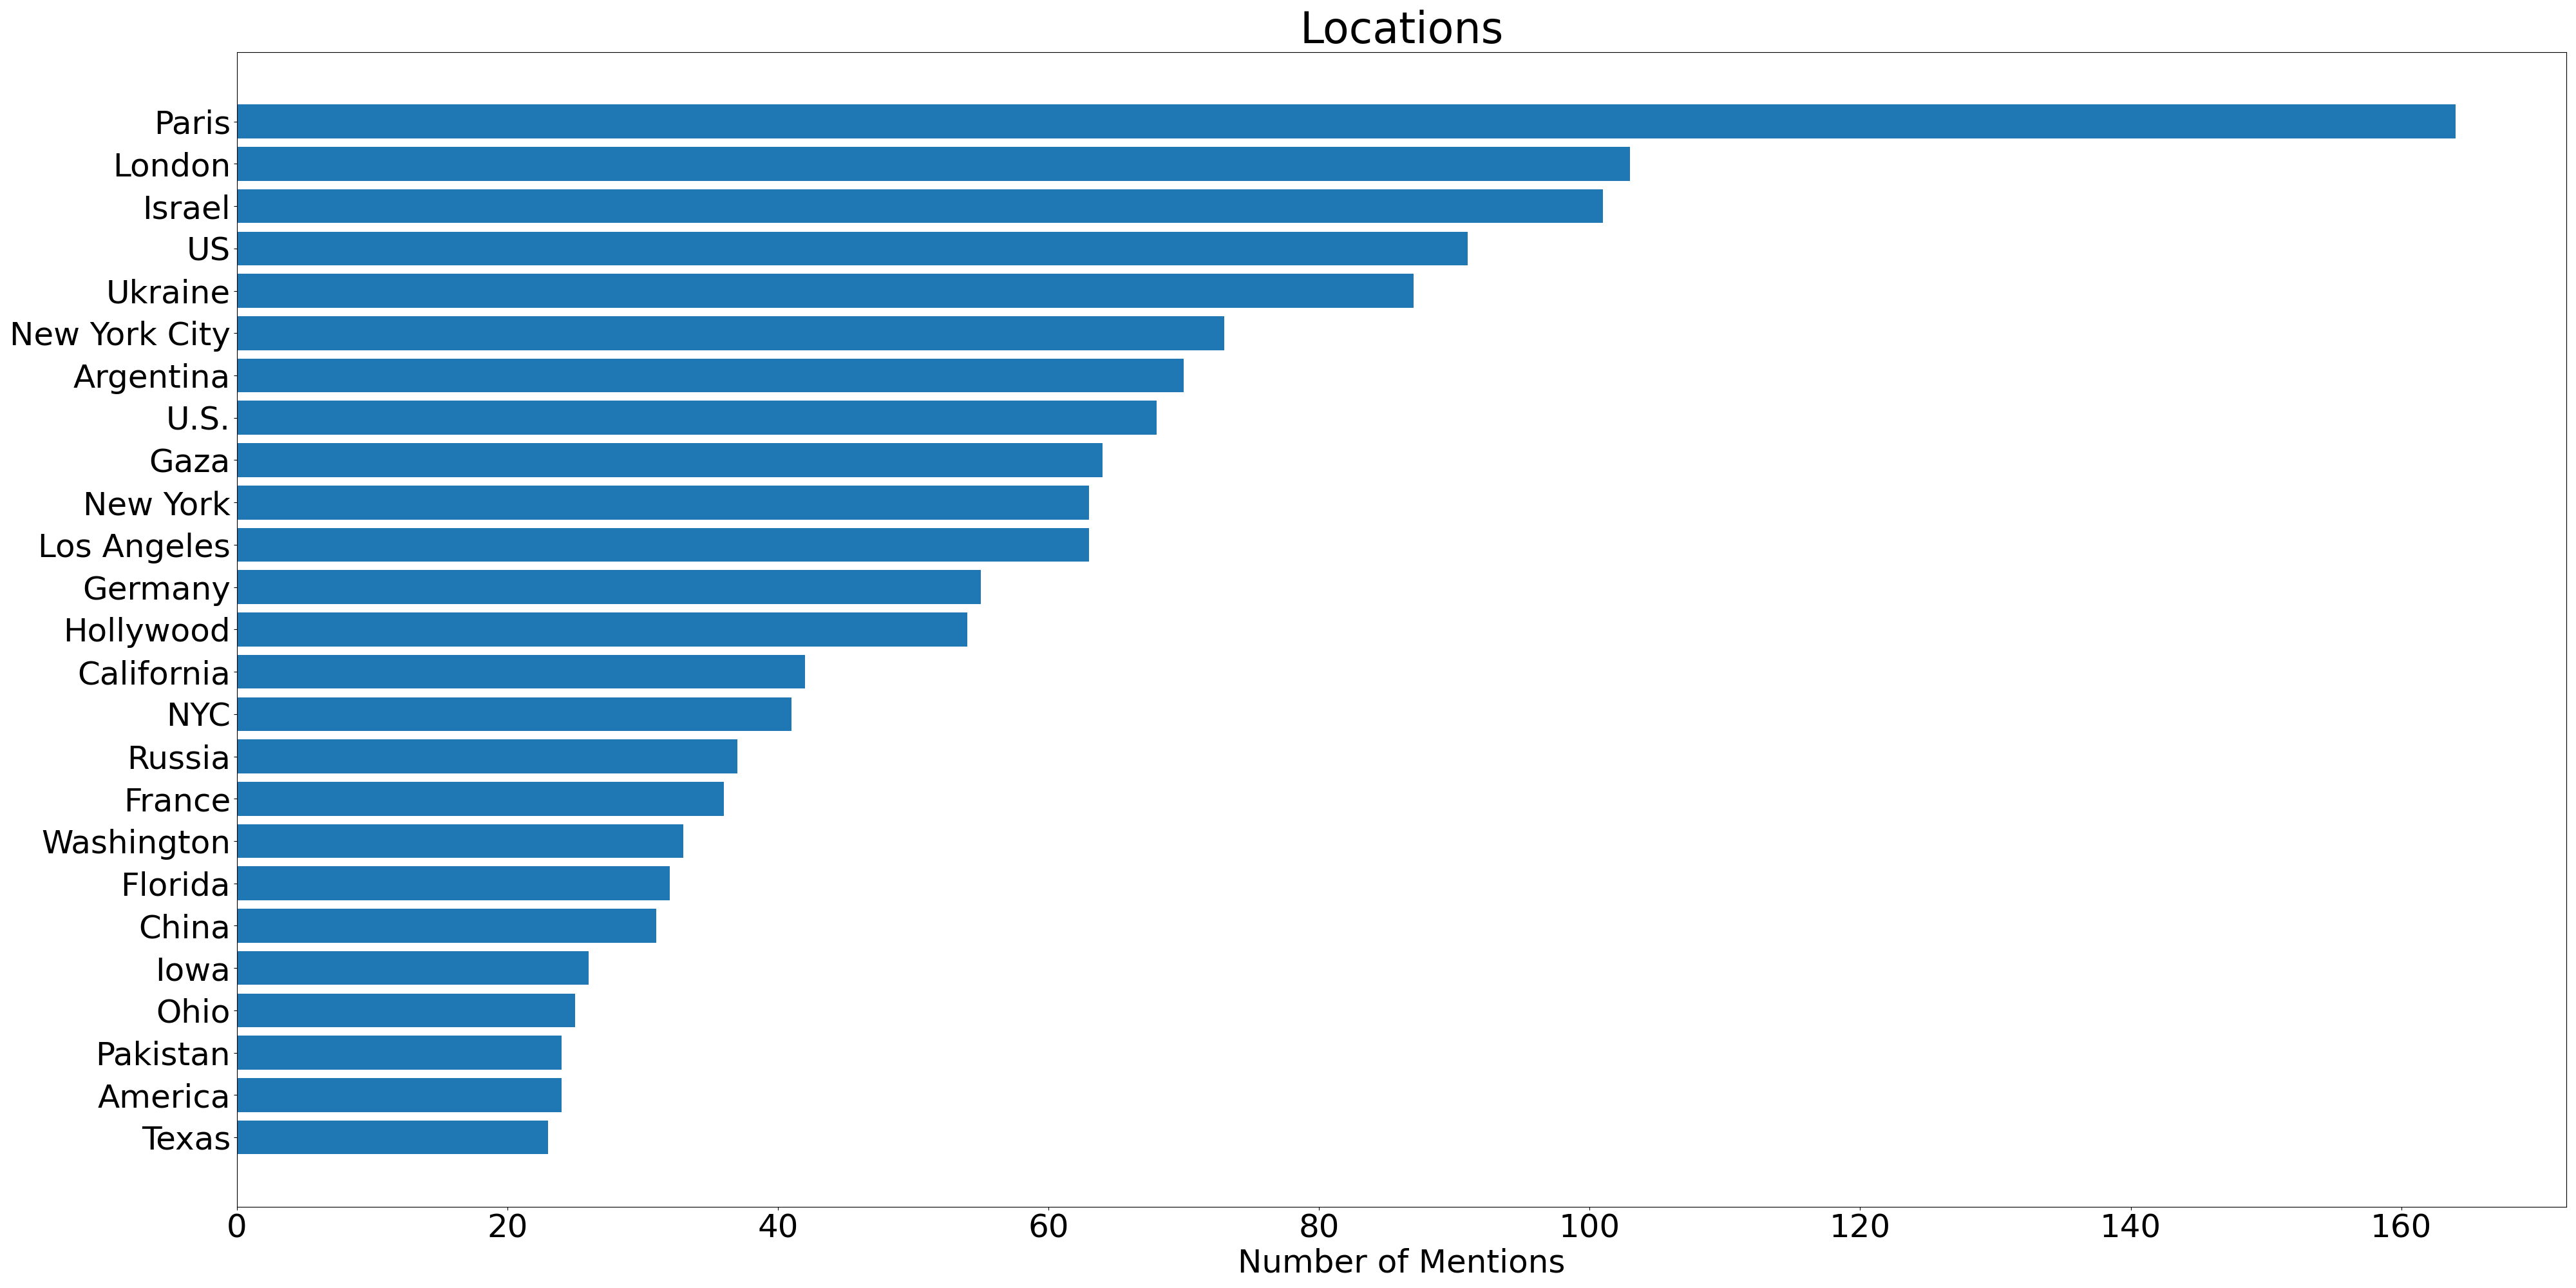 Locations
Paris
London
Israel
US
Ukraine
New York City
Argentina
U.S.
Gaza
New York
Los Angeles
Germany
Hollywood
California
NYC
Russia
France
Washington
Florida
China
Iowa
Ohio
Pakistan
America
Texas
0 20 40 60 80 100 120 140 160
Number of Mentions